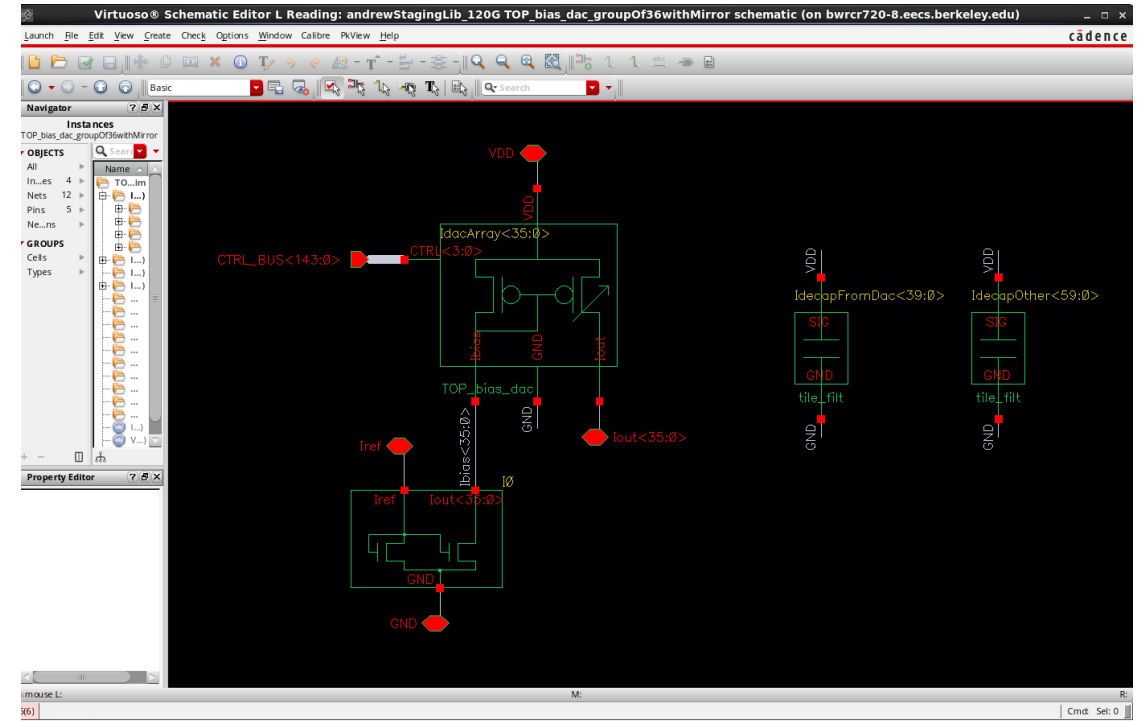 Virtuoso® Schematic Editor L Reading: andrewStagingLib_120G TOP_bias_dac_groupOf36withMirror schematic (on bwrcr720-8.eecs.berkeley.edu)
Launch File Edit View Create Check Options Window Calibre PkView Help
cādence
Basic
Search
Navigator
Instances
TOP_bias_dac_groupOf36withMirror
OBJECTS
All
In...es 4
Nets 12
Pins 5
Ne...ns
GROUPS
Cells
Types
Name
TO...im
I...)
I...)
I...)
I...)
...
...
...
...
...
...
...
...
...
...
I...)
V...)
Property Editor
VDD
VDD
IdacArray<35:0>
CTRL<3:0>
CTRL_BUS<143:0>
Ibias
GND
Iout
TOP_bias_dac
GND
Iout<35:0>
Ibias<35:0>
Iref
I0
Iref
Iout<35:0>
GND
GND
VDD
IdecapFromDac<39:0>
SIG
GND
tile_filt
GND
VDD
IdecapOther<59:0>
SIG
GND
tile_filt
GND
mouse L:
M:
R:
Cmd: Sel: 0